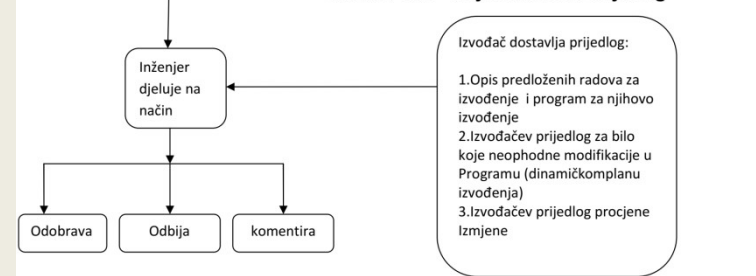 Inženjer
djeluje na
način
Odobrava
Odbija
komentira
Izvođač dostavlja prijedlog:
1.Opis predloženih radova za
izvođenje i program za njihovo
izvođenje
2.Izvođačev prijedlog za bilo
koje neophodne modifikacije u
Programu (dinamičkomplanu
izvođenja)
3.Izvođačev prijedlog procjene
Izmjene